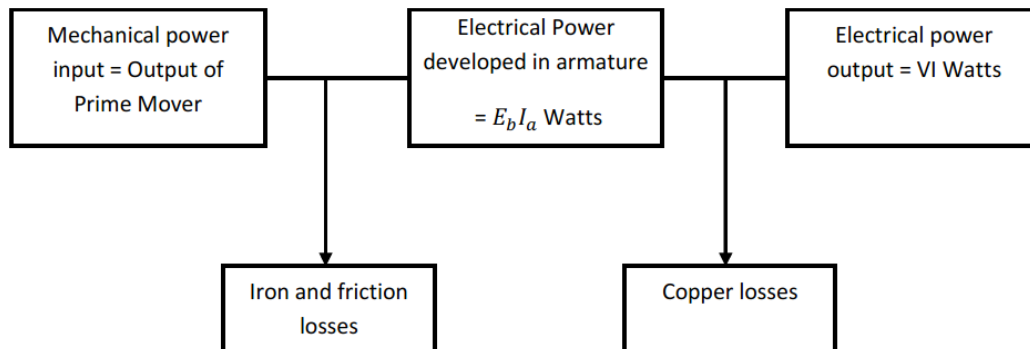 Mechanical power
input = Output of
Prime Mover
Electrical Power
developed in armature
= E_b I_a Watts
Electrical power
output = VI Watts
Iron and friction
losses
Copper losses